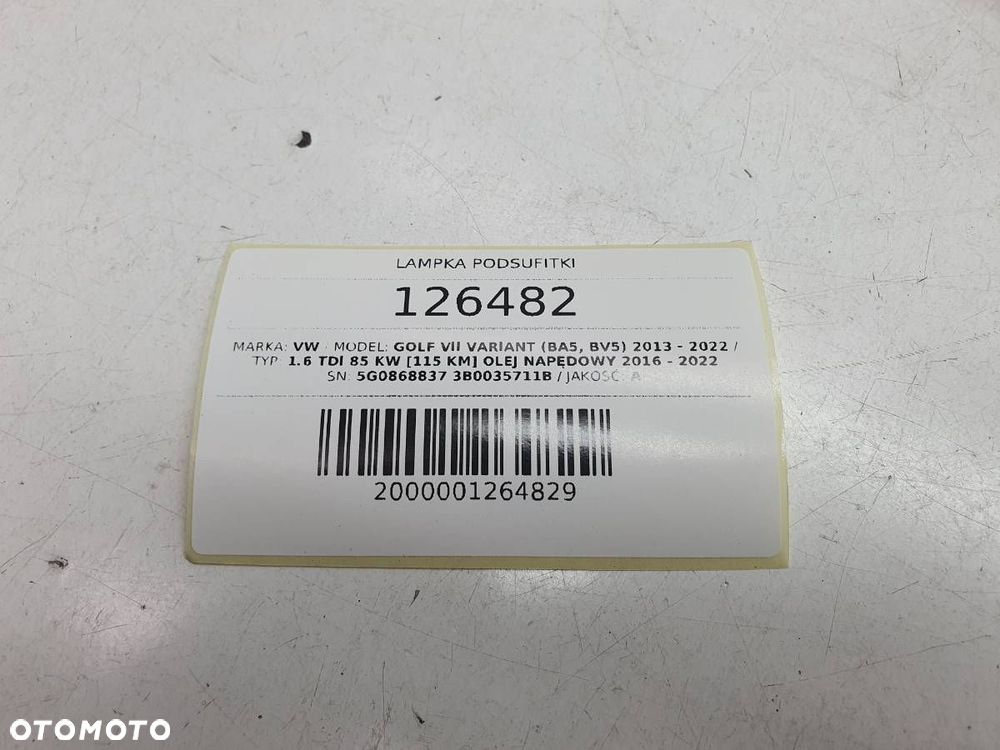 LAMPKA PODSUFITKI
126482
MARKA: VW / MODEL: GOLF VII VARIANT (BA5, BV5) 2013 - 2022 /
TYP: 1.6 TDI 85 KW [115 KM] OLEJ NAPĘDOWY 2016 - 2022
SN: 5G0868837 3B0035711B / JAKOŚĆ: A
2000001264829
OTOMOTO